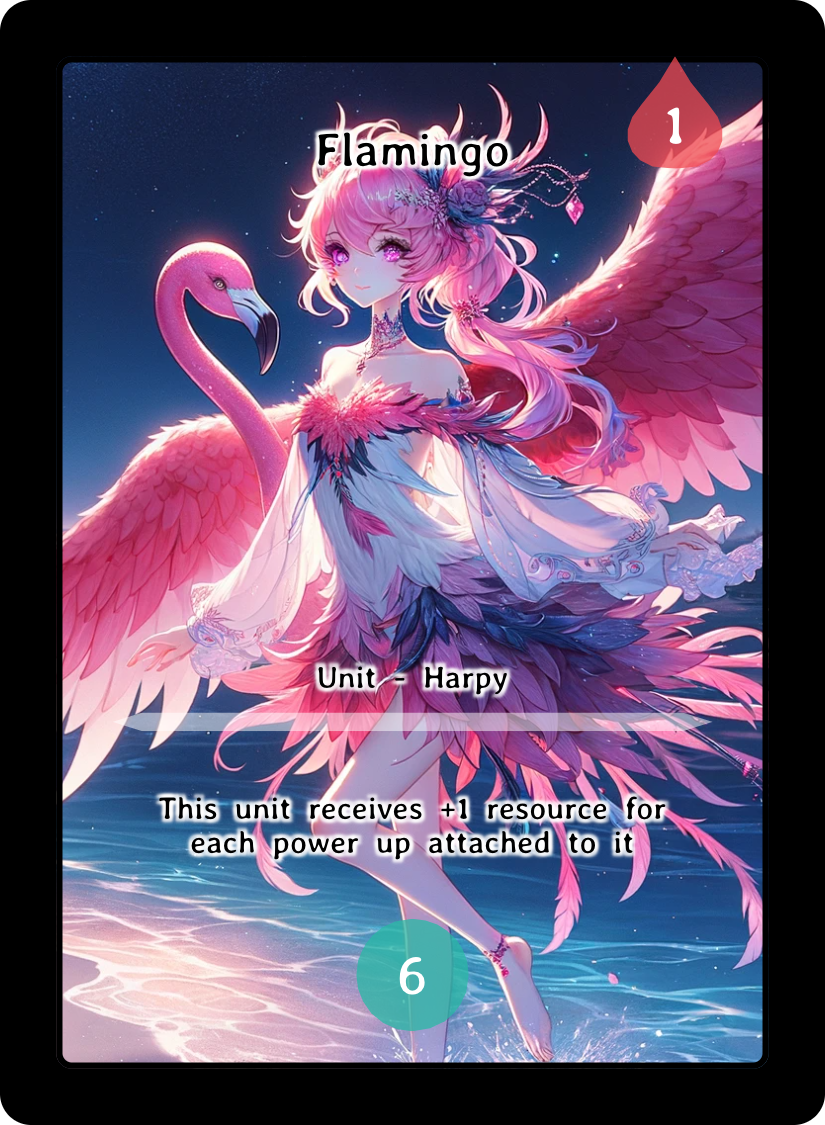 1
Flamingo
Unit - Harpy
This unit receives +1 resource for
each power up attached to it
6